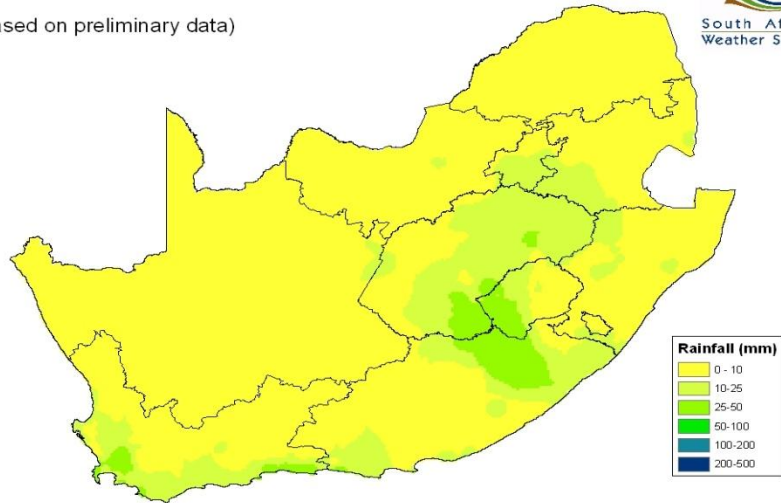 sed on preliminary data)
South Af
Weather S
Rainfall (mm)
0 - 10
10-25
25-50
50-100
100-200
200-500